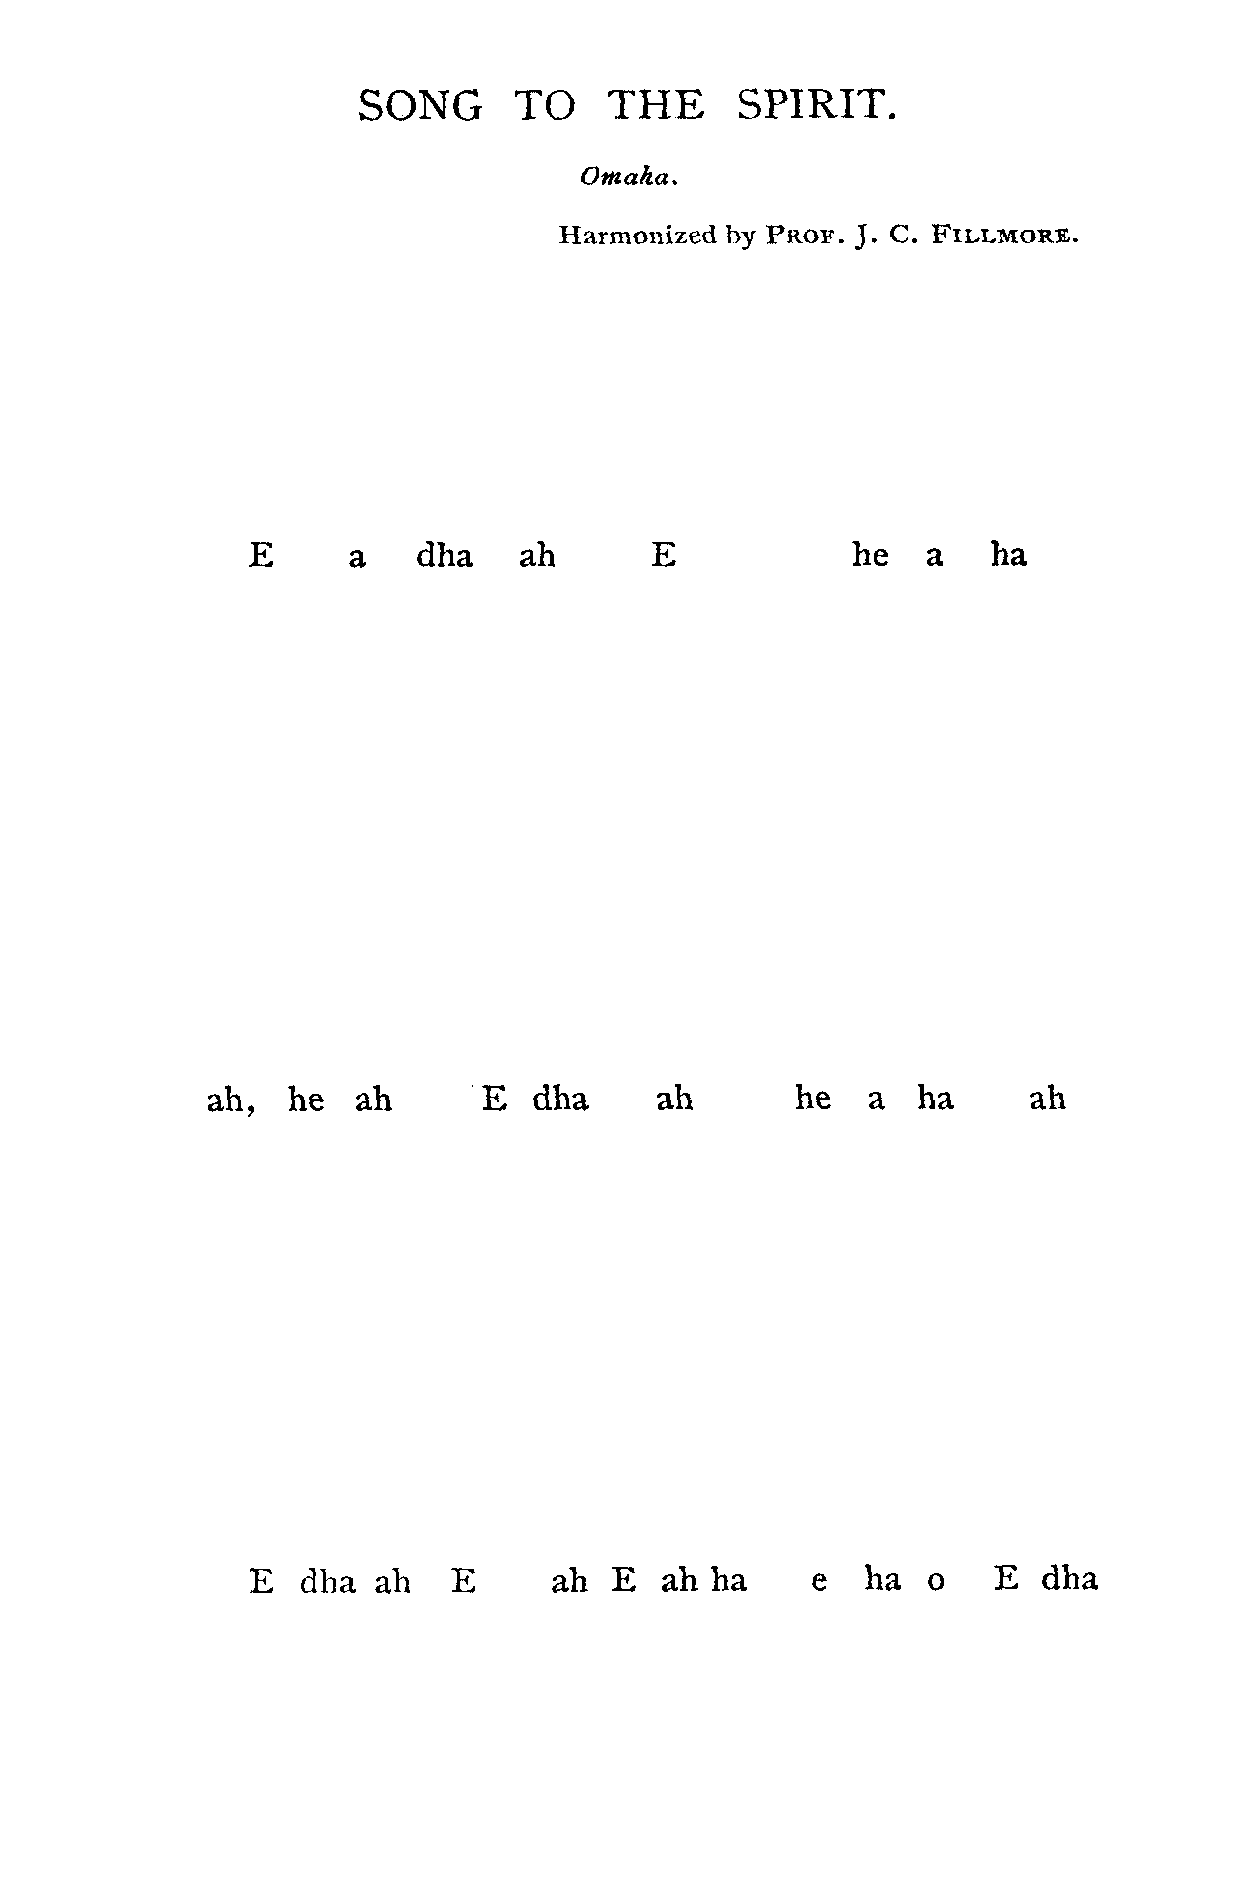 SONG TO THE SPIRIT.
Omaha.
Harmonized by PROF. J. C. FILLMORE.
E a dha ah E he a ha
ah, he ah E dha ah he a ha ah
E dha ah E ah E ah ha e ha o E dha